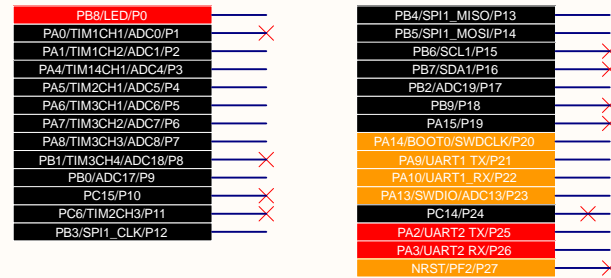 PB8/LED/P0
PA0/TIM1CH1/ADC0/P1
PA1/TIM1CH2/ADC1/P2
PA4/TIM14CH1/ADC4/P3
PA5/TIM2CH1/ADC5/P4
PA6/TIM3CH1/ADC6/P5
PA7/TIM3CH2/ADC7/P6
PA8/TIM3CH3/ADC8/P7
PB1/TIM3CH4/ADC18/P8
PB0/ADC17/P9
PC15/P10
PC6/TIM2CH3/P11
PB3/SPI1_CLK/P12
PB4/SPI1_MISO/P13
PB5/SPI1_MOSI/P14
PB6/SCL1/P15
PB7/SDA1/P16
PB2/ADC19/P17
PB9/P18
PA15/P19
PA14/BOOT0/SWDCLK/P20
PA9/UART1 TX/P21
PA10/UART1_RX/P22
PA13/SWDIO/ADC13/P23
PC14/P24
PA2/UART2 TX/P25
PA3/UART2 RX/P26
NRST/PF2/P27